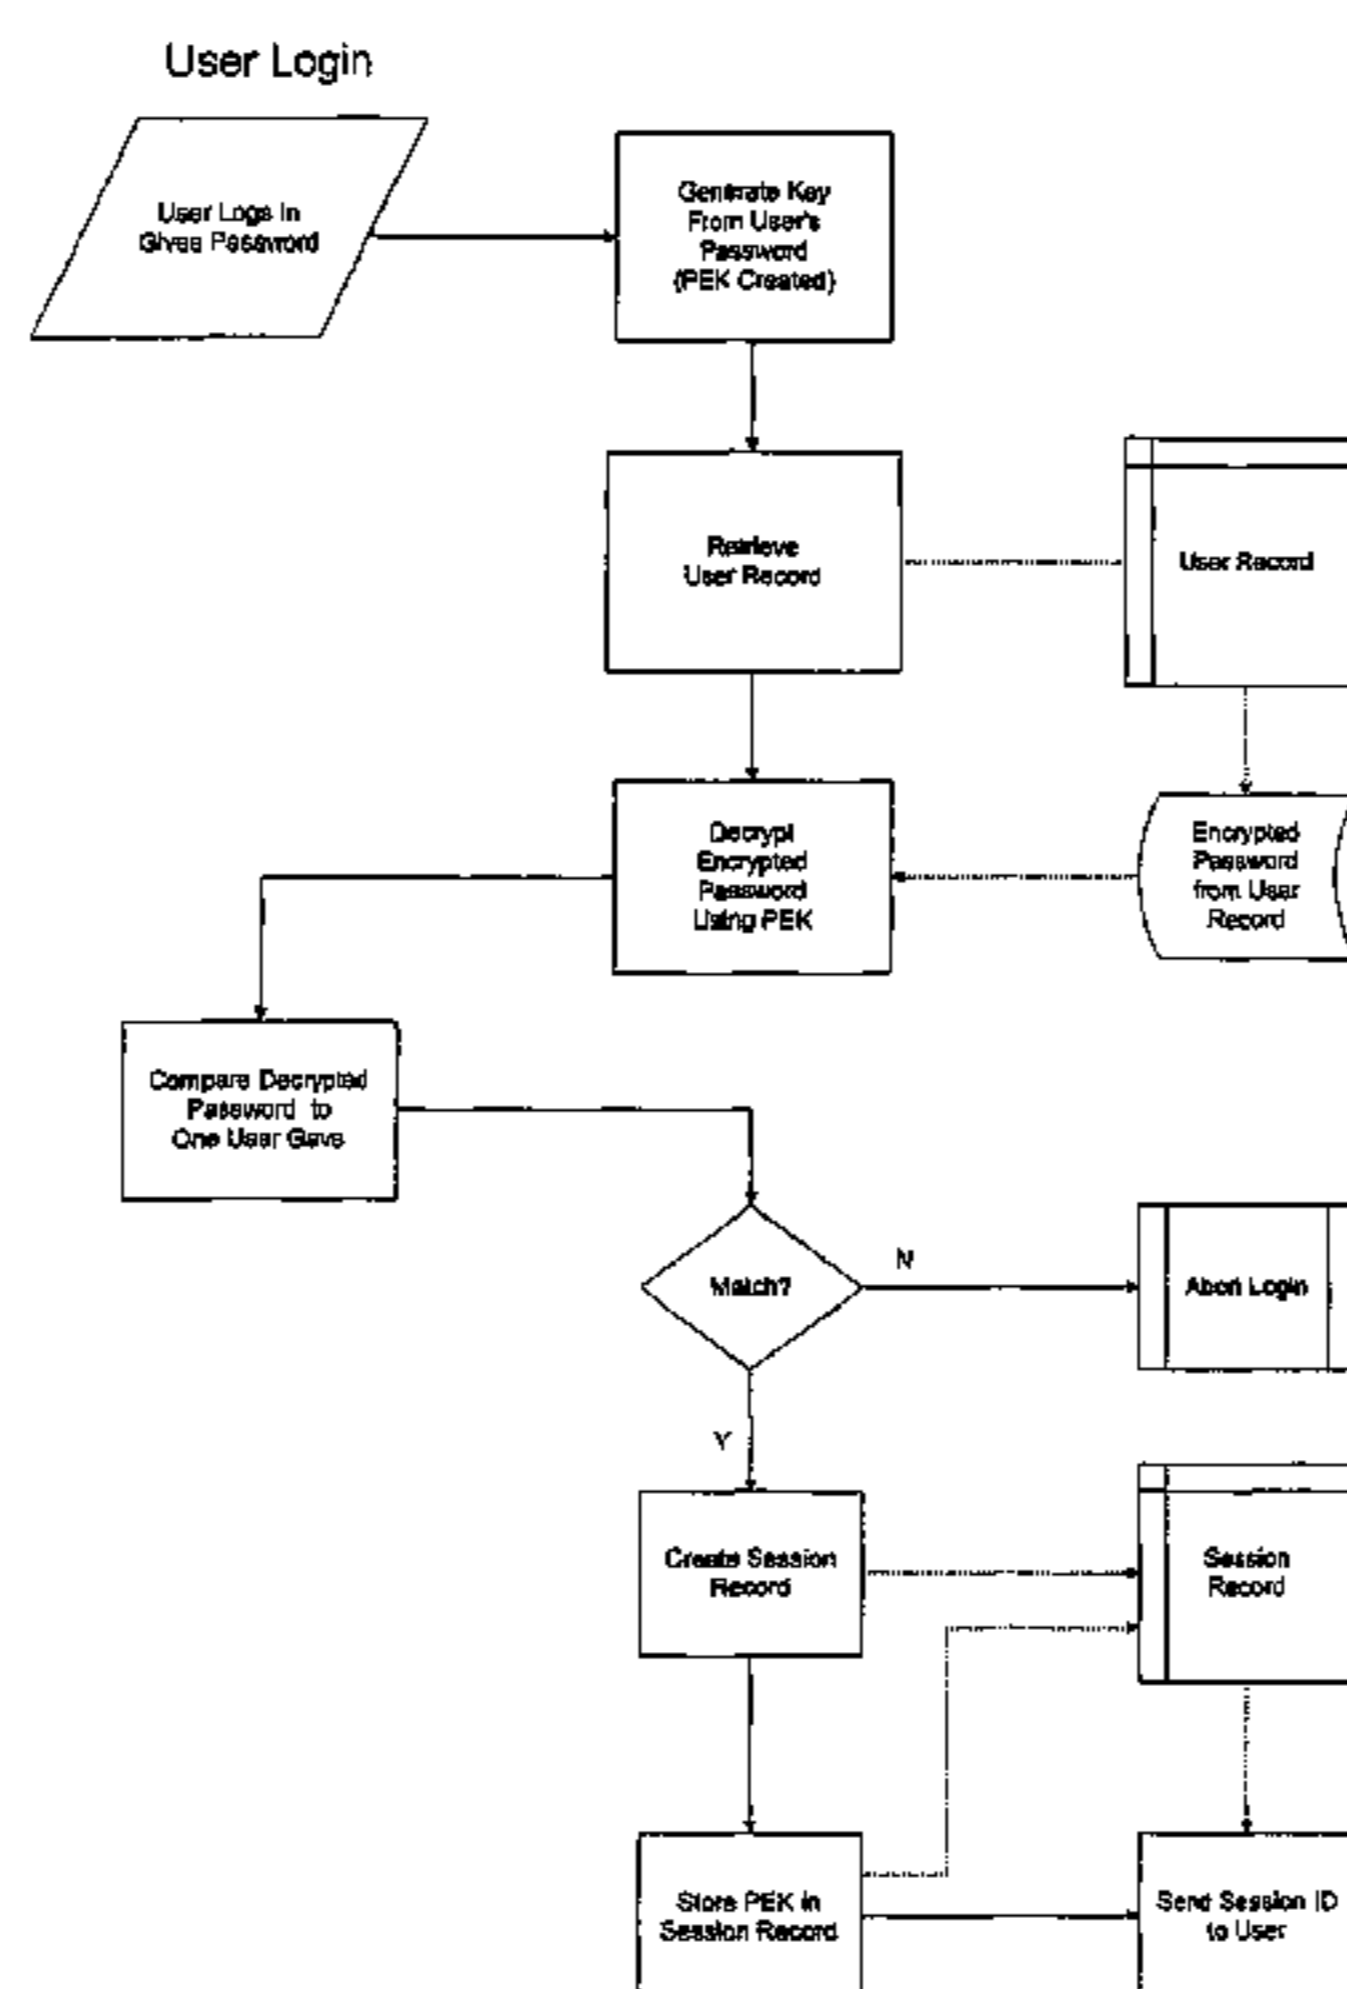 User Login
User Logs In
Gives Password
Generate Key
From User's
Password
(PEK Created)
Retrieve
User Record
User Record
Decrypt
Encrypted
Password
Using PEK
Encrypted
Password
from User
Record
Compare Decrypted
Password to
One User Gave
Match?
N
Abort Login
Y
Create Session
Record
Session
Record
Store PEK in
Session Record
Send Session ID
to User